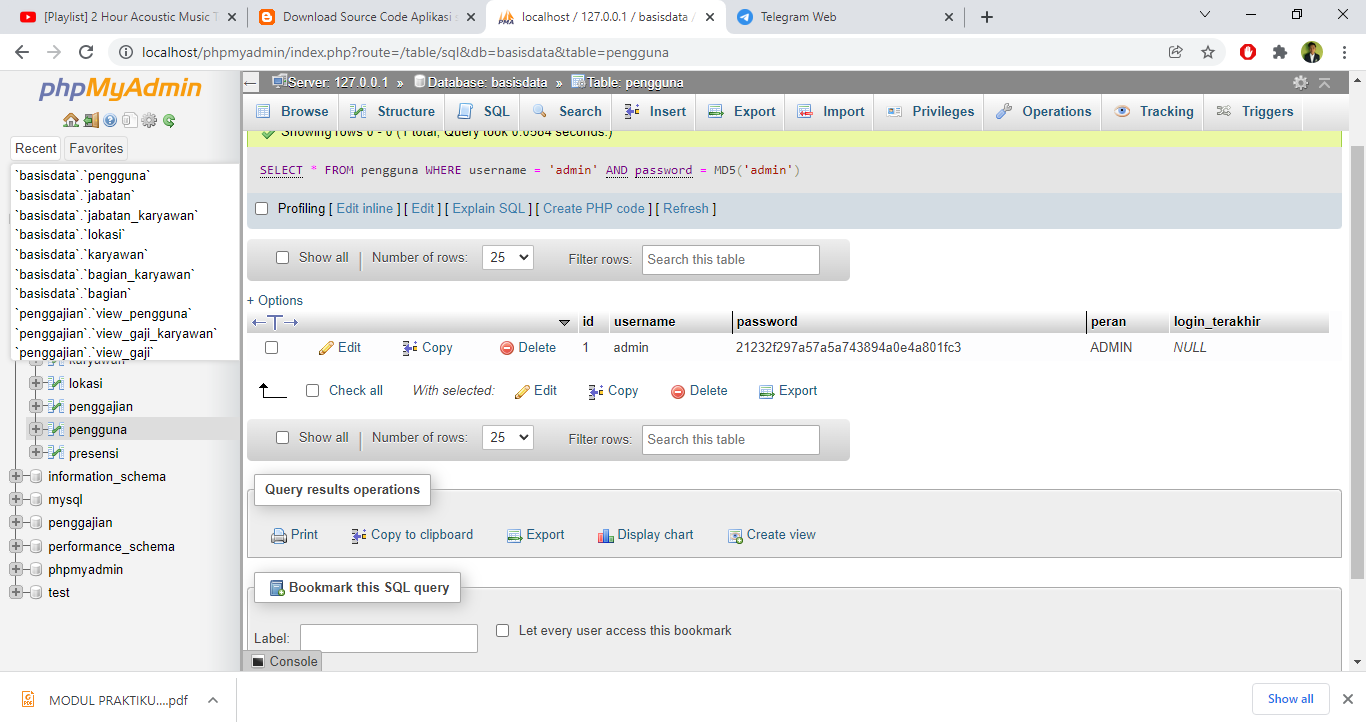 [Playlist] 2 Hour Acoustic Music T
Download Source Code Aplikasi
localhost / 127.0.0.1 / basisdata /
Telegram Web
localhost/phpmyadmin/index.php?route=/table/sql&db=basisdata&table=pengguna
phpMyAdmin
Server: 127.0.0.1 » Database: basisdata » Table: pengguna
Browse Structure SQL Search Insert Export Import Privileges Operations Tracking Triggers
Showing rows 0 - 0 (1 total, Query took 0.0564 seconds.)
Recent Favorites
`basisdata`.`pengguna`
`basisdata`.`jabatan`
`basisdata`.`jabatan_karyawan`
`basisdata`.`lokasi`
`basisdata`.`karyawan`
`basisdata`.`bagian_karyawan`
`basisdata`.`bagian`
`penggajian`.`view_pengguna`
`penggajian`.`view_gaji_karyawan`
`penggajian`.`view_gaji`
karyawan
lokasi
penggajian
pengguna
presensi
information_schema
mysql
penggajian
performance_schema
phpmyadmin
test
SELECT * FROM pengguna WHERE username = 'admin' AND password = MD5('admin')
Profiling [ Edit inline ] [ Edit ] [ Explain SQL ] [ Create PHP code ] [ Refresh ]
Show all Number of rows: 25 Filter rows: Search this table
+ Options
←T→ id username password peran login_terakhir
Edit Copy Delete 1 admin 21232f297a57a5a743894a0e4a801fc3 ADMIN NULL
Check all With selected: Edit Copy Delete Export
Show all Number of rows: 25 Filter rows: Search this table
Query results operations
Print Copy to clipboard Export Display chart Create view
Bookmark this SQL query
Label: Let every user access this bookmark
Console
MODUL PRAKTIKU....pdf
Show all